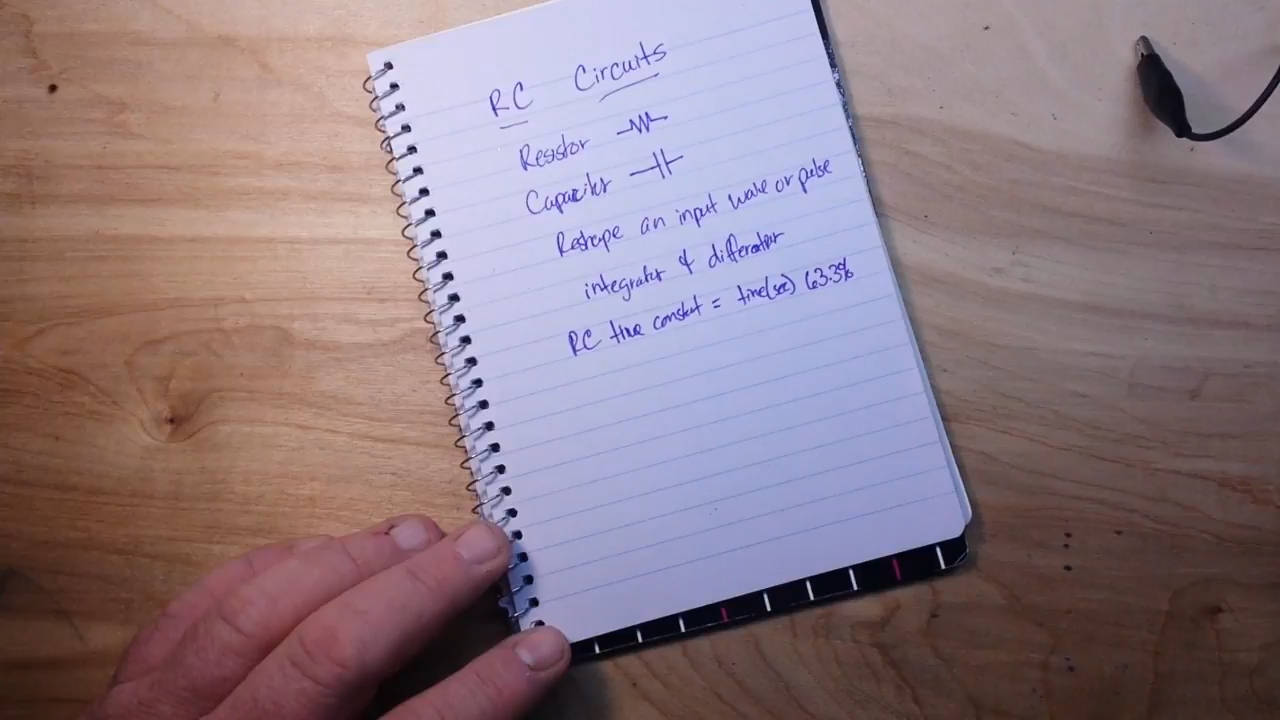 RC Circuits
Resistor
Capacitor
Reshape an input wave or pulse
integrator & differentiator
RC time constant = time(sec) 63.3%